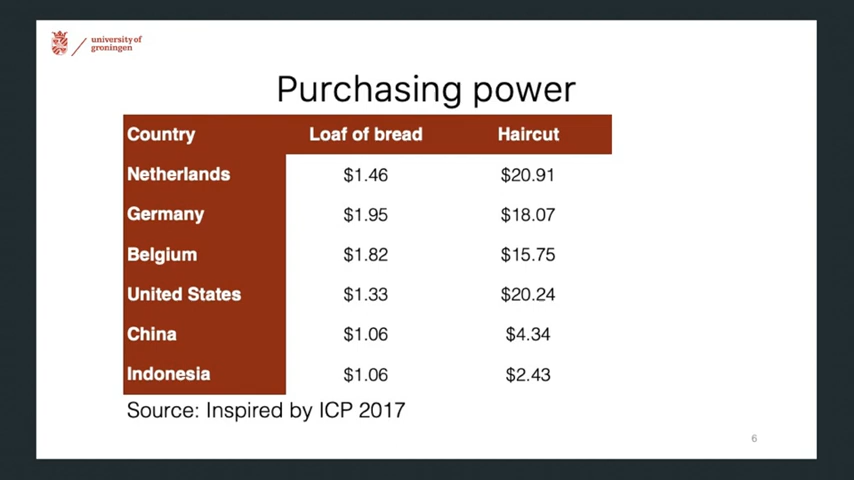 university of
groningen
Purchasing power
Country Loaf of bread Haircut
Netherlands $1.46 $20.91
Germany $1.95 $18.07
Belgium $1.82 $15.75
United States $1.33 $20.24
China $1.06 $4.34
Indonesia $1.06 $2.43
Source: Inspired by ICP 2017
6